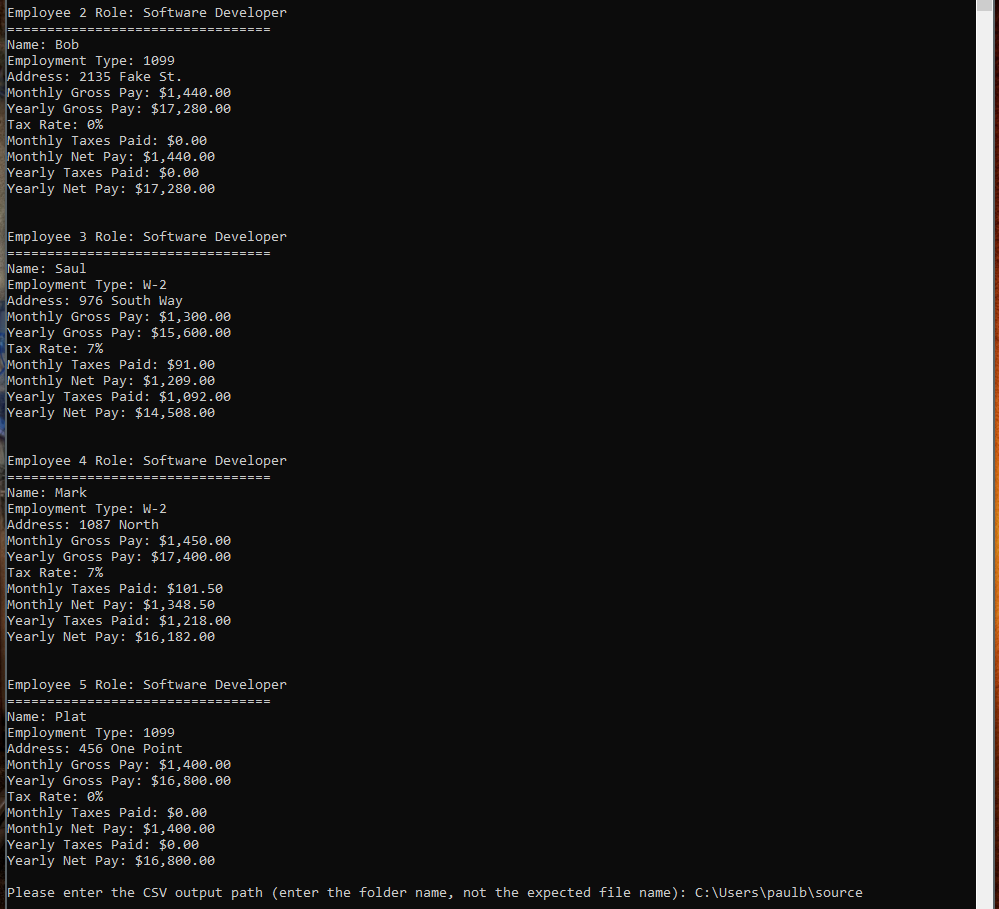 Employee 2 Role: Software Developer
=================================
Name: Bob
Employment Type: 1099
Address: 2135 Fake St.
Monthly Gross Pay: $1,440.00
Yearly Gross Pay: $17,280.00
Tax Rate: 0%
Monthly Taxes Paid: $0.00
Monthly Net Pay: $1,440.00
Yearly Taxes Paid: $0.00
Yearly Net Pay: $17,280.00
Employee 3 Role: Software Developer
=================================
Name: Saul
Employment Type: W-2
Address: 976 South Way
Monthly Gross Pay: $1,300.00
Yearly Gross Pay: $15,600.00
Tax Rate: 7%
Monthly Taxes Paid: $91.00
Monthly Net Pay: $1,209.00
Yearly Taxes Paid: $1,092.00
Yearly Net Pay: $14,508.00
Employee 4 Role: Software Developer
=================================
Name: Mark
Employment Type: W-2
Address: 1087 North
Monthly Gross Pay: $1,450.00
Yearly Gross Pay: $17,400.00
Tax Rate: 7%
Monthly Taxes Paid: $101.50
Monthly Net Pay: $1,348.50
Yearly Taxes Paid: $1,218.00
Yearly Net Pay: $16,182.00
Employee 5 Role: Software Developer
=================================
Name: Plat
Employment Type: 1099
Address: 456 One Point
Monthly Gross Pay: $1,400.00
Yearly Gross Pay: $16,800.00
Tax Rate: 0%
Monthly Taxes Paid: $0.00
Monthly Net Pay: $1,400.00
Yearly Taxes Paid: $0.00
Yearly Net Pay: $16,800.00
Please enter the CSV output path (enter the folder name, not the expected file name): C:\Users\paulb\source